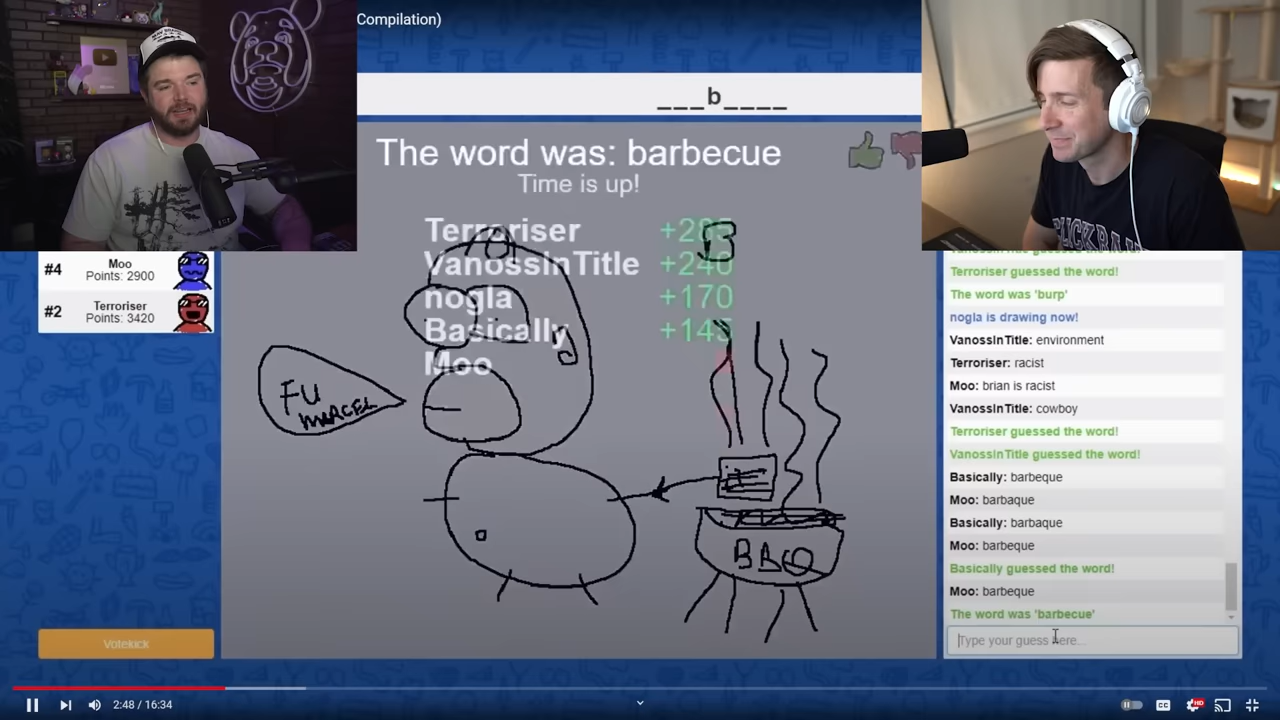 Compilation)
___b____
The word was: barbecue
Time is up!
Terroriser
VanossInTitle +240
nogla +170
Basically +145
Moo
#4 Moo
Points: 2900
#2 Terroriser
Points: 3420
FU
MARCEL
BBQ
Terroriser guessed the word!
The word was 'burp'
nogla is drawing now!
VanossInTitle: environment
Terroriser: racist
Moo: brian is racist
VanossInTitle: cowboy
Terroriser guessed the word!
VanossInTitle guessed the word!
Basically: barbeque
Moo: barbaque
Basically: barbaque
Moo: barbeque
Basically guessed the word!
Moo: barbeque
The word was 'barbecue'
Type your guess here...
Votekick
2:48 / 16:34
CC
HD